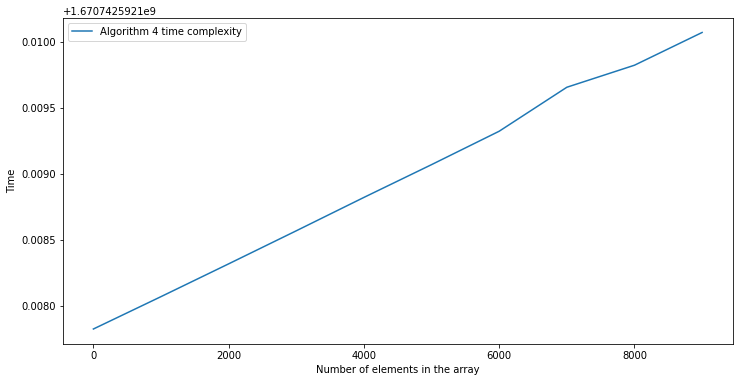 +1.6707425921e9
Algorithm 4 time complexity
0.0100
0.0095
0.0090
0.0085
0.0080
Time
0 2000 4000 6000 8000
Number of elements in the array